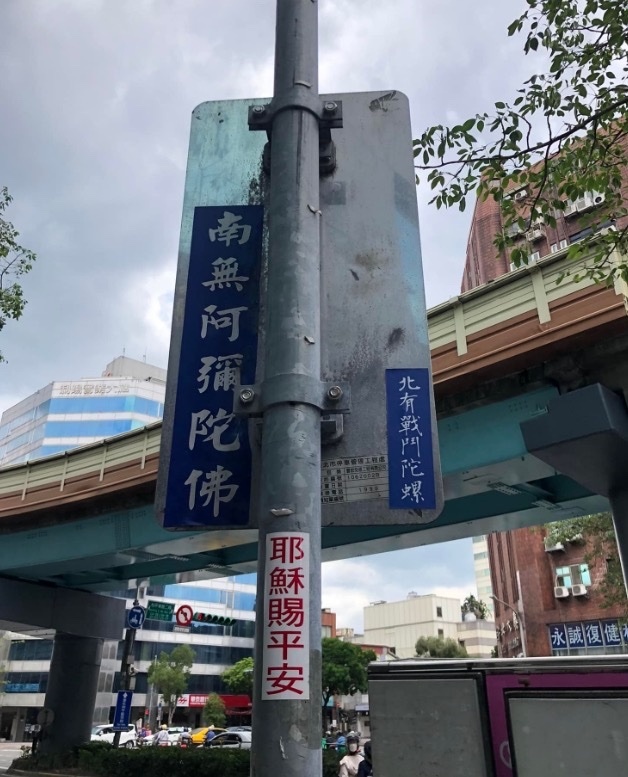 南無阿彌陀佛
北有戰鬥陀螺
耶穌賜平安
永誠復健